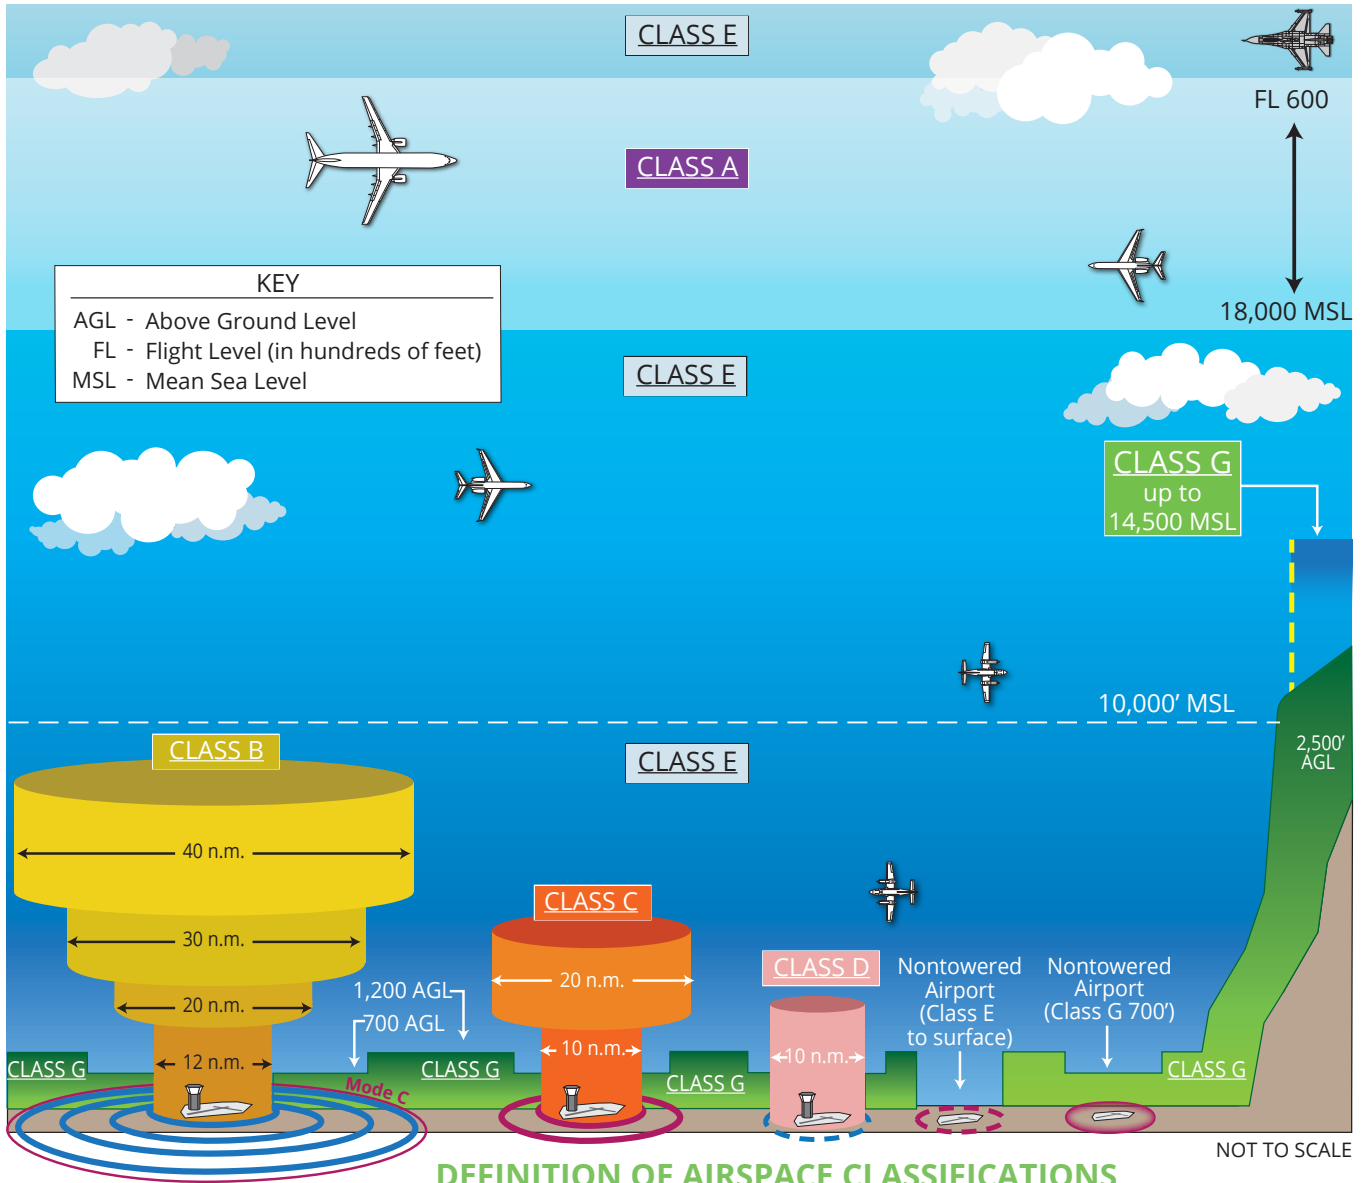 CLASS E
FL 600
CLASS A
18,000 MSL
KEY
AGL - Above Ground Level
FL - Flight Level (in hundreds of feet)
MSL - Mean Sea Level
CLASS E
CLASS G
up to
14,500 MSL
10,000’ MSL
2,500’
AGL
CLASS B
CLASS E
40 n.m.
30 n.m.
20 n.m.
12 n.m.
1,200 AGL
700 AGL
CLASS C
20 n.m.
10 n.m.
CLASS D
10 n.m.
Nontowered
Airport
(Class E
to surface)
Nontowered
Airport
(Class G 700’)
CLASS G
CLASS G
CLASS G
CLASS G
Mode C
NOT TO SCALE
DEFINITION OF AIRSPACE CLASSIFICATIONS